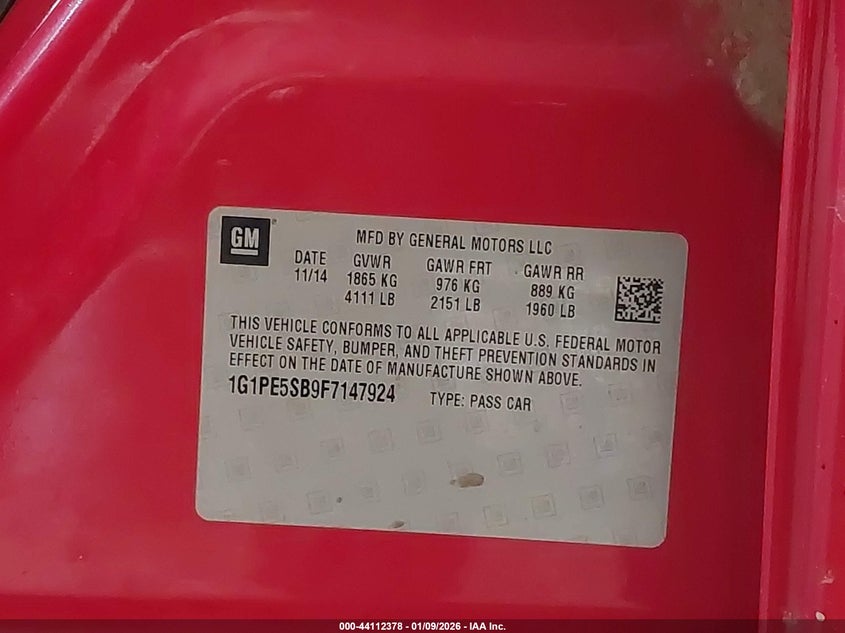 GM
MFD BY GENERAL MOTORS LLC
DATE GVWR GAWR FRT GAWR RR
11/14 1865 KG 976 KG 889 KG
4111 LB 2151 LB 1960 LB
THIS VEHICLE CONFORMS TO ALL APPLICABLE U.S. FEDERAL MOTOR
VEHICLE SAFETY, BUMPER, AND THEFT PREVENTION STANDARDS IN
EFFECT ON THE DATE OF MANUFACTURE SHOWN ABOVE.
1G1PE5SB9F7147924 TYPE: PASS CAR
000-44112378 - 01/09/2026 - IAA Inc.